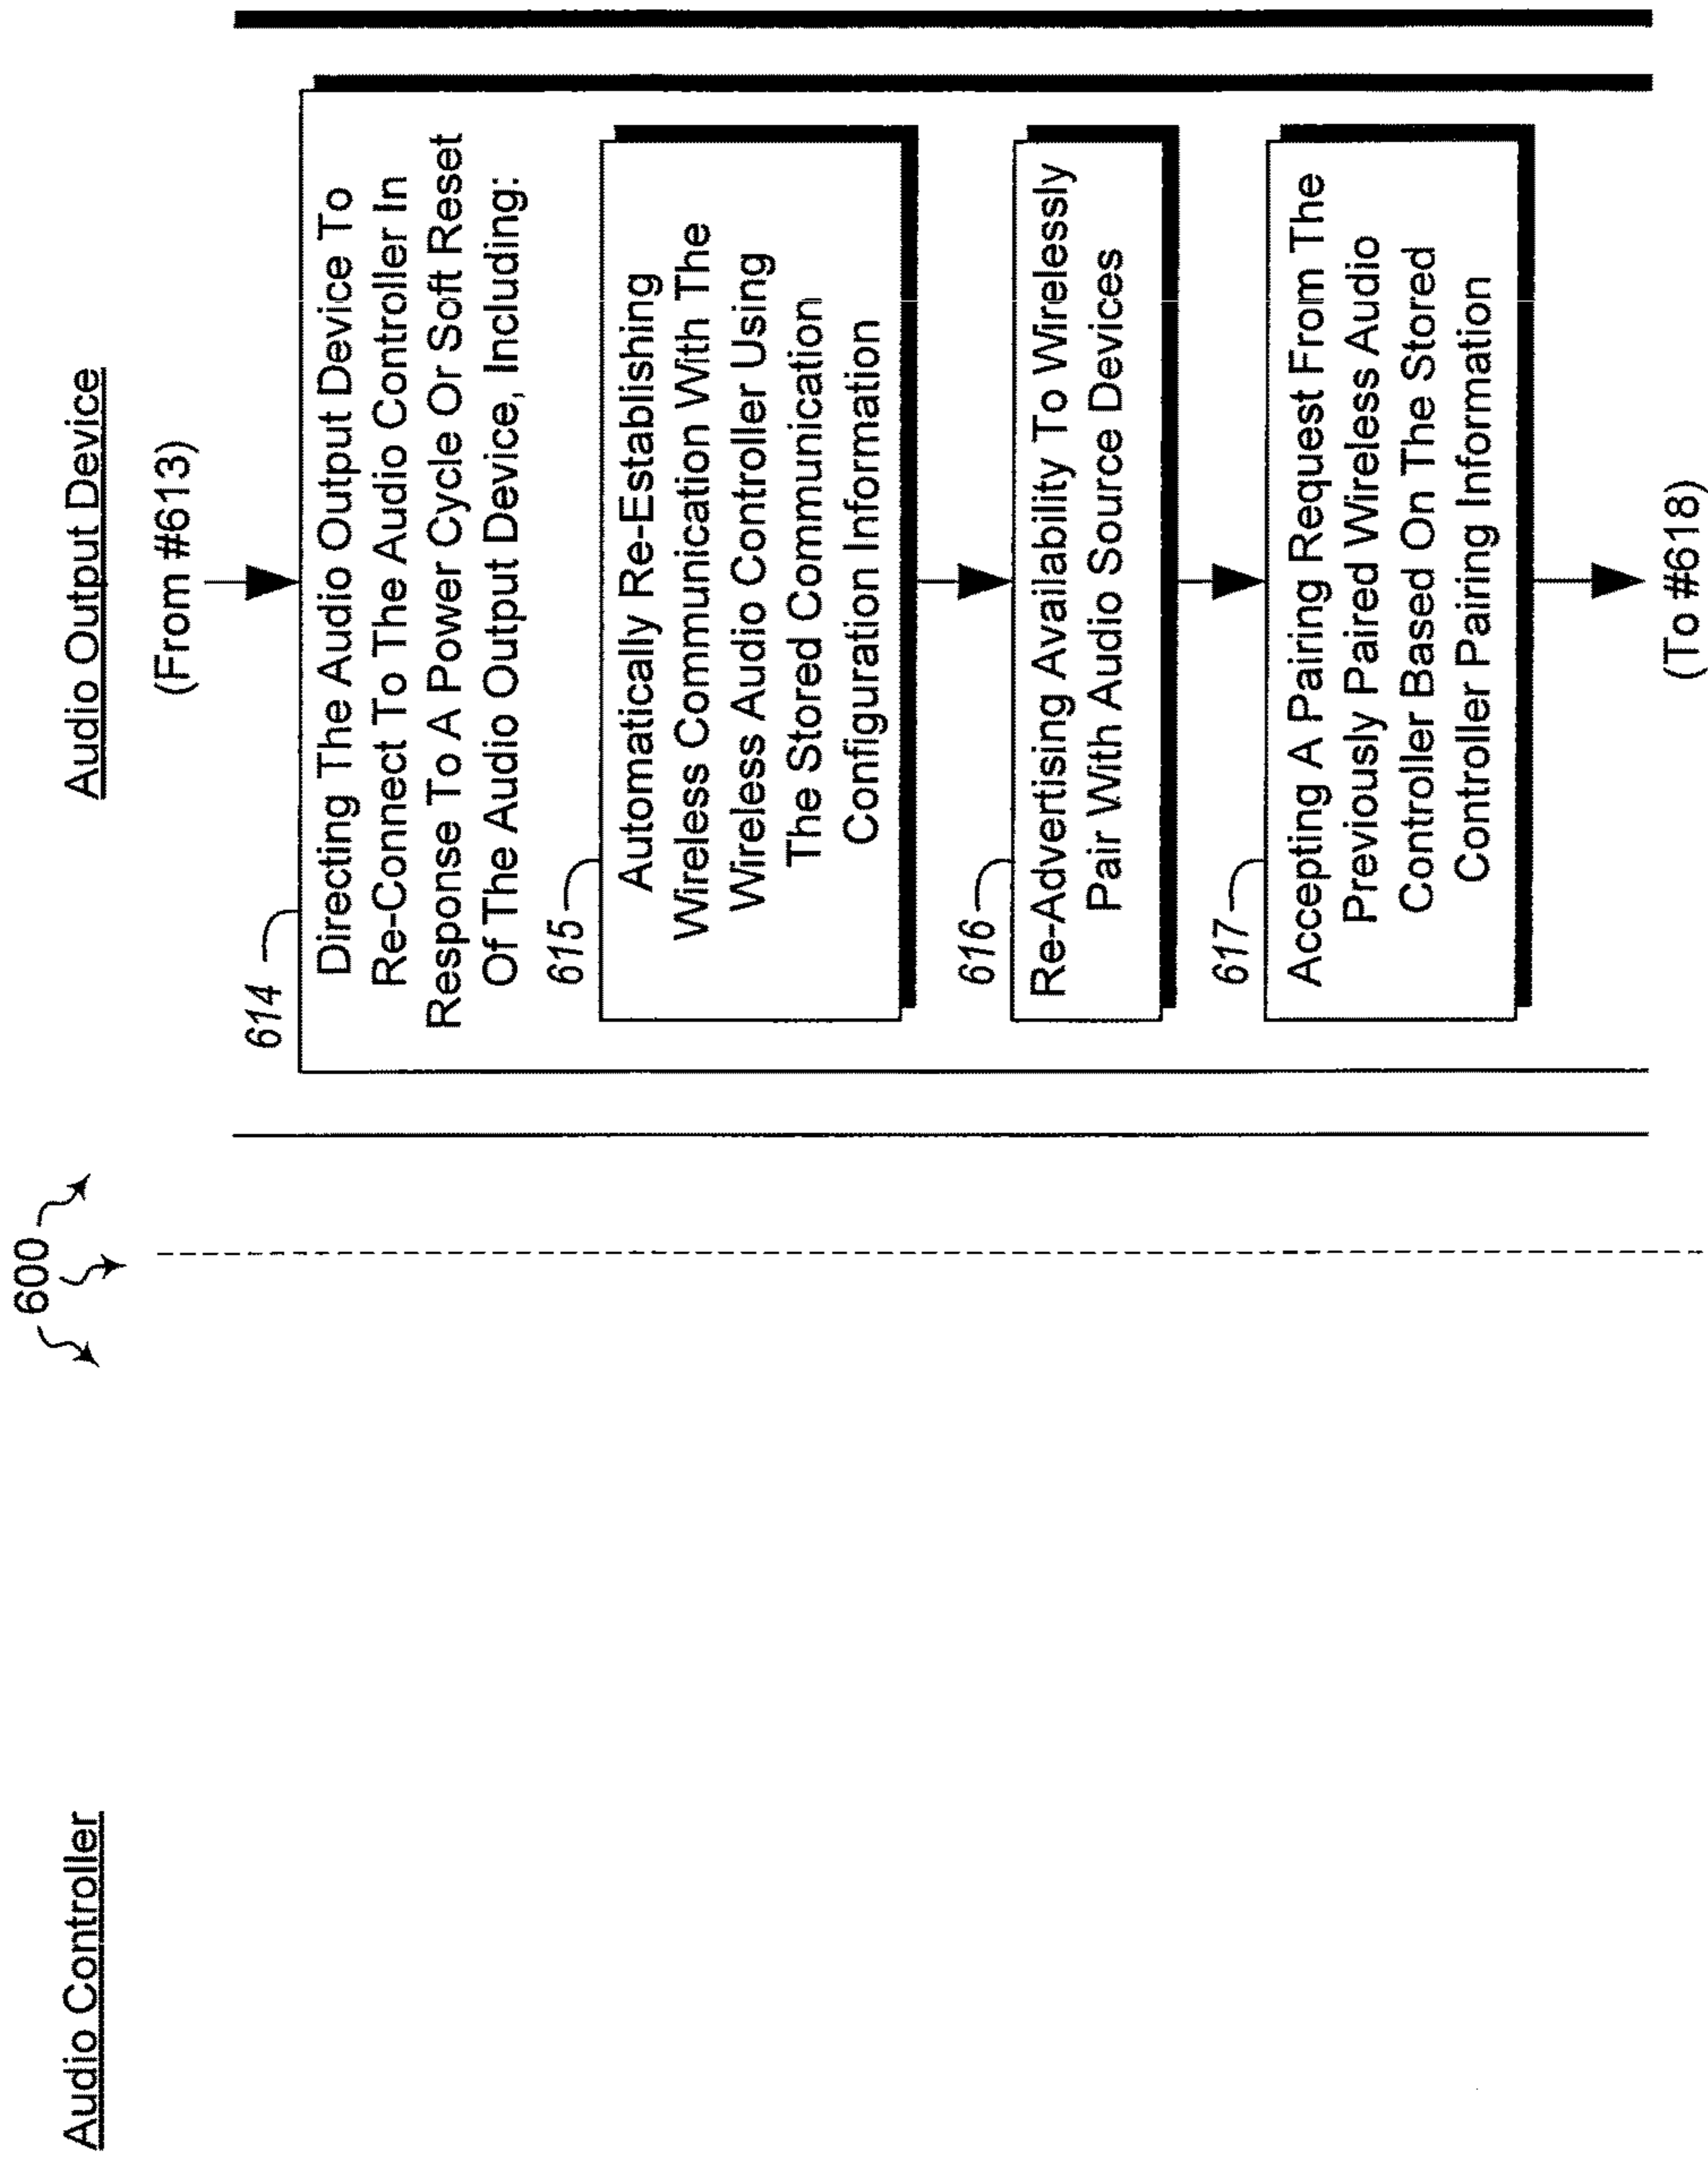 600
Audio Controller
Audio Output Device
(From #613)
614
Directing The Audio Output Device To
Re-Connect To The Audio Controller In
Response To A Power Cycle Or Soft Reset
Of The Audio Output Device, Including:
615
Automatically Re-Establishing
Wireless Communication With The
Wireless Audio Controller Using
The Stored Communication
Configuration Information
616
Re-Advertising Availability To Wirelessly
Pair With Audio Source Devices
617
Accepting A Pairing Request From The
Previously Paired Wireless Audio
Controller Based On The Stored
Controller Pairing Information
(To #618)